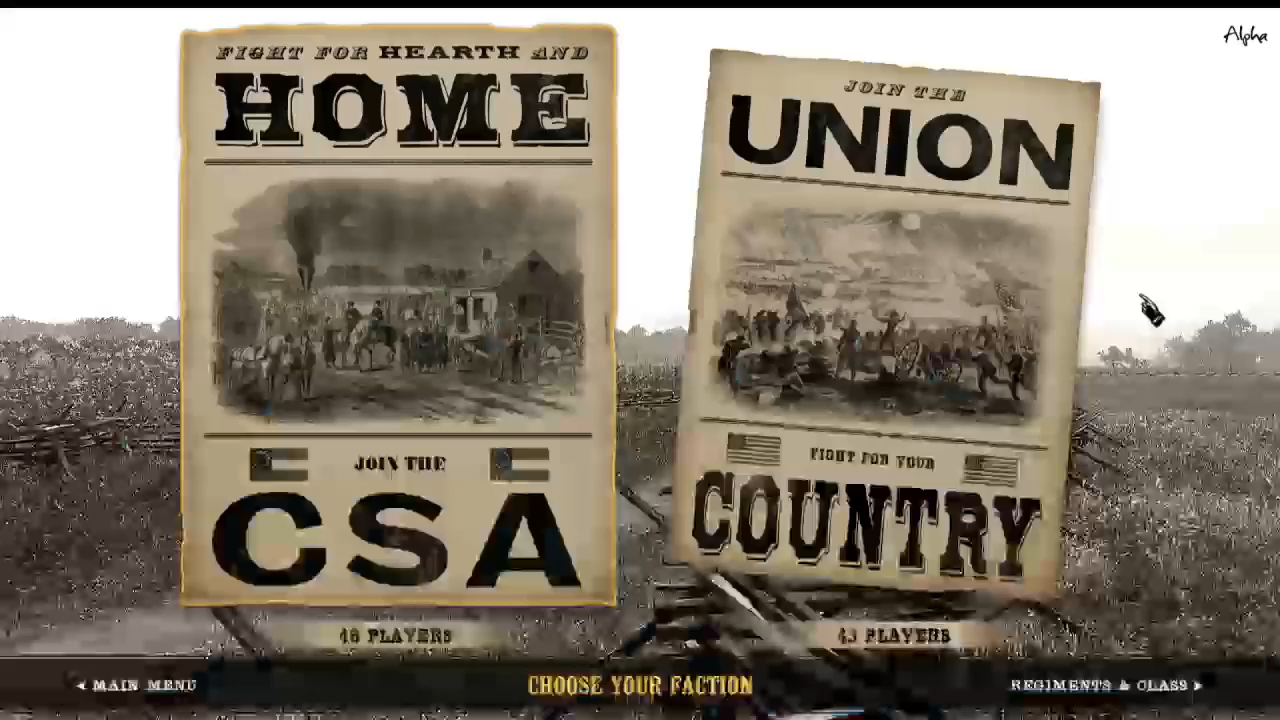 Alpha
FIGHT FOR HEARTH AND
HOME
JOIN THE
CSA
JOIN THE
UNION
FIGHT FOR YOUR
COUNTRY
PLAYERS
PLAYERS
MAIN MENU
CHOOSE YOUR FACTION
REGIMENTS & CLASS